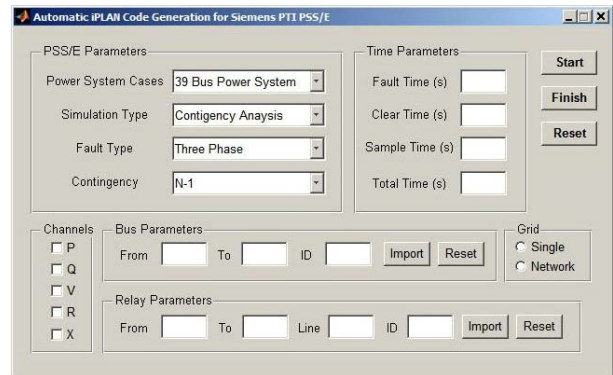 Automatic iPLAN Code Generation for Siemens PTI PSS/E
PSS/E Parameters
Power System Cases 39 Bus Power System
Simulation Type Contigency Anaysis
Fault Type Three Phase
Contingency N-1
Time Parameters
Fault Time (s)
Clear Time (s)
Sample Time (s)
Total Time (s)
Start
Finish
Reset
Channels
P
Q
V
R
X
Bus Parameters
From To ID Import Reset
Grid
Single
Network
Relay Parameters
From To Line ID Import Reset